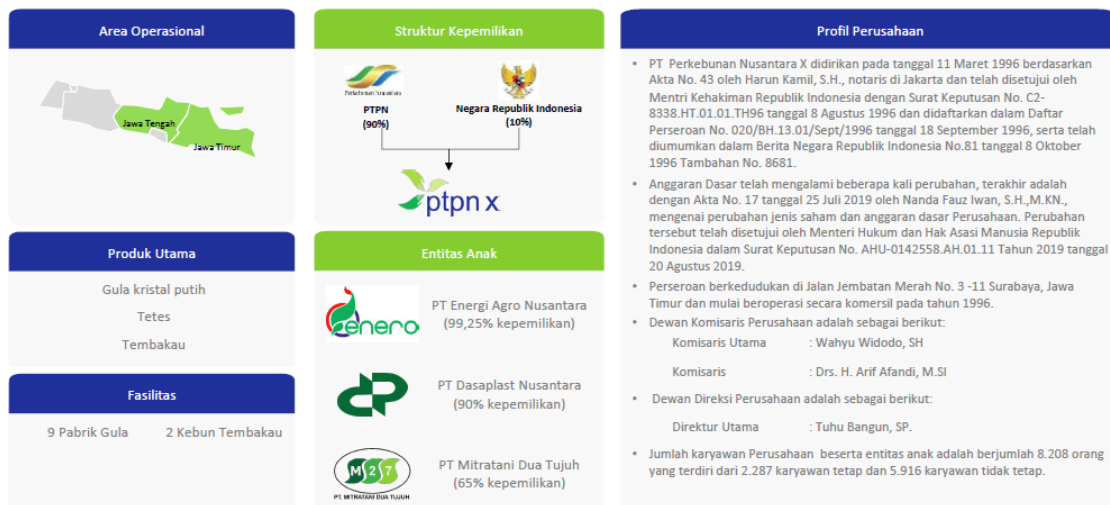 Area Operasional
Jawa Tengah
Jawa Timur
Produk Utama
Gula kristal putih
Tetes
Tembakau
Fasilitas
9 Pabrik Gula 2 Kebun Tembakau
Struktur Kepemilikan
Perkebunan Nusantara
PTPN
(90%)
Negara Republik Indonesia
(10%)
ptpn x
Entitas Anak
enero
PT Energi Agro Nusantara
(99,25% kepemilikan)
PT Dasaplast Nusantara
(90% kepemilikan)
M27
PT. MITRATANI DUA TUJUH
PT Mitratani Dua Tujuh
(65% kepemilikan)
Profil Perusahaan
• PT Perkebunan Nusantara X didirikan pada tanggal 11 Maret 1996 berdasarkan
Akta No. 43 oleh Harun Kamil, S.H., notaris di Jakarta dan telah disetujui oleh
Mentri Kehakiman Republik Indonesia dengan Surat Keputusan No. C2-
8338.HT.01.01.TH96 tanggal 8 Agustus 1996 dan didaftarkan dalam Daftar
Perseroan No. 020/BH.13.01/Sept/1996 tanggal 18 September 1996, serta telah
diumumkan dalam Berita Negara Republik Indonesia No.81 tanggal 8 Oktober
1996 Tambahan No. 8681.
• Anggaran Dasar telah mengalami beberapa kali perubahan, terakhir adalah
dengan Akta No. 17 tanggal 25 Juli 2019 oleh Nanda Fauz Iwan, S.H.,M.KN.,
mengenai perubahan jenis saham dan anggaran dasar Perusahaan. Perubahan
tersebut telah disetujui oleh Menteri Hukum dan Hak Asasi Manusia Republik
Indonesia dalam Surat Keputusan No. AHU-0142558.AH.01.11 Tahun 2019 tanggal
20 Agustus 2019.
• Perseroan berkedudukan di Jalan Jembatan Merah No. 3 -11 Surabaya, Jawa
Timur dan mulai beroperasi secara komersil pada tahun 1996.
• Dewan Komisaris Perusahaan adalah sebagai berikut:
Komisaris Utama : Wahyu Widodo, SH
Komisaris : Drs. H. Arif Afandi, M.SI
• Dewan Direksi Perusahaan adalah sebagai berikut:
Direktur Utama : Tuhu Bangun, SP.
• Jumlah karyawan Perusahaan beserta entitas anak adalah berjumlah 8.208 orang
yang terdiri dari 2.287 karyawan tetap dan 5.916 karyawan tidak tetap.